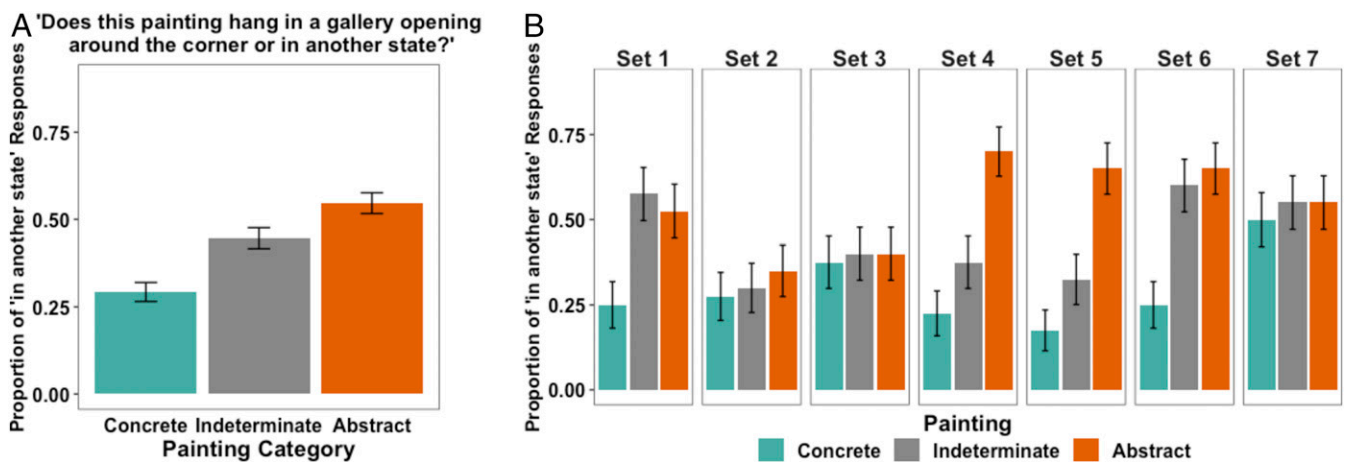 A 'Does this painting hang in a gallery opening
around the corner or in another state?'
Proportion of 'in another state' Responses
0.75
0.50
0.25
0.00
Concrete Indeterminate Abstract
Painting Category
B
Proportion of 'in another state' Responses
Set 1 Set 2 Set 3 Set 4 Set 5 Set 6 Set 7
0.75
0.50
0.25
0.00
Painting
Concrete Indeterminate Abstract